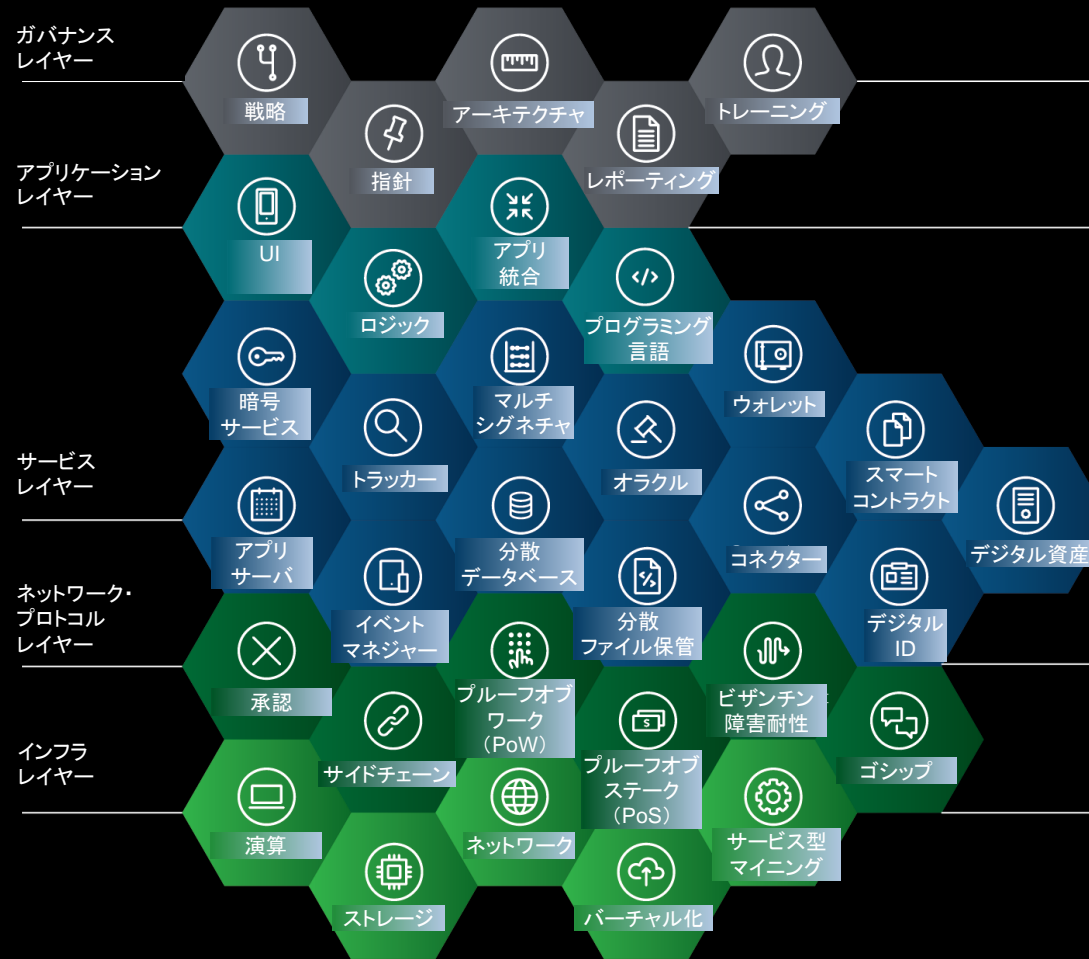 ガバナンス
レイヤー
戦略
アーキテクチャ
トレーニング
指針
レポーティング
アプリケーション
レイヤー
UI
アプリ
統合
ロジック
プログラミング
言語
暗号
サービス
マルチ
シグネチャ
ウォレット
トラッカー
オラクル
スマート
コントラクト
サービス
レイヤー
アプリ
サーバ
分散
データベース
コネクター
デジタル資産
イベント
マネジャー
分散
ファイル保管
デジタル
ID
ネットワーク・
プロトコル
レイヤー
承認
プルーフオブ
ワーク
（PoW）
ビザンチン
障害耐性
サイドチェーン
プルーフオブ
ステーク
（PoS）
ゴシップ
インフラ
レイヤー
演算
ネットワーク
サービス型
マイニング
ストレージ
バーチャル化